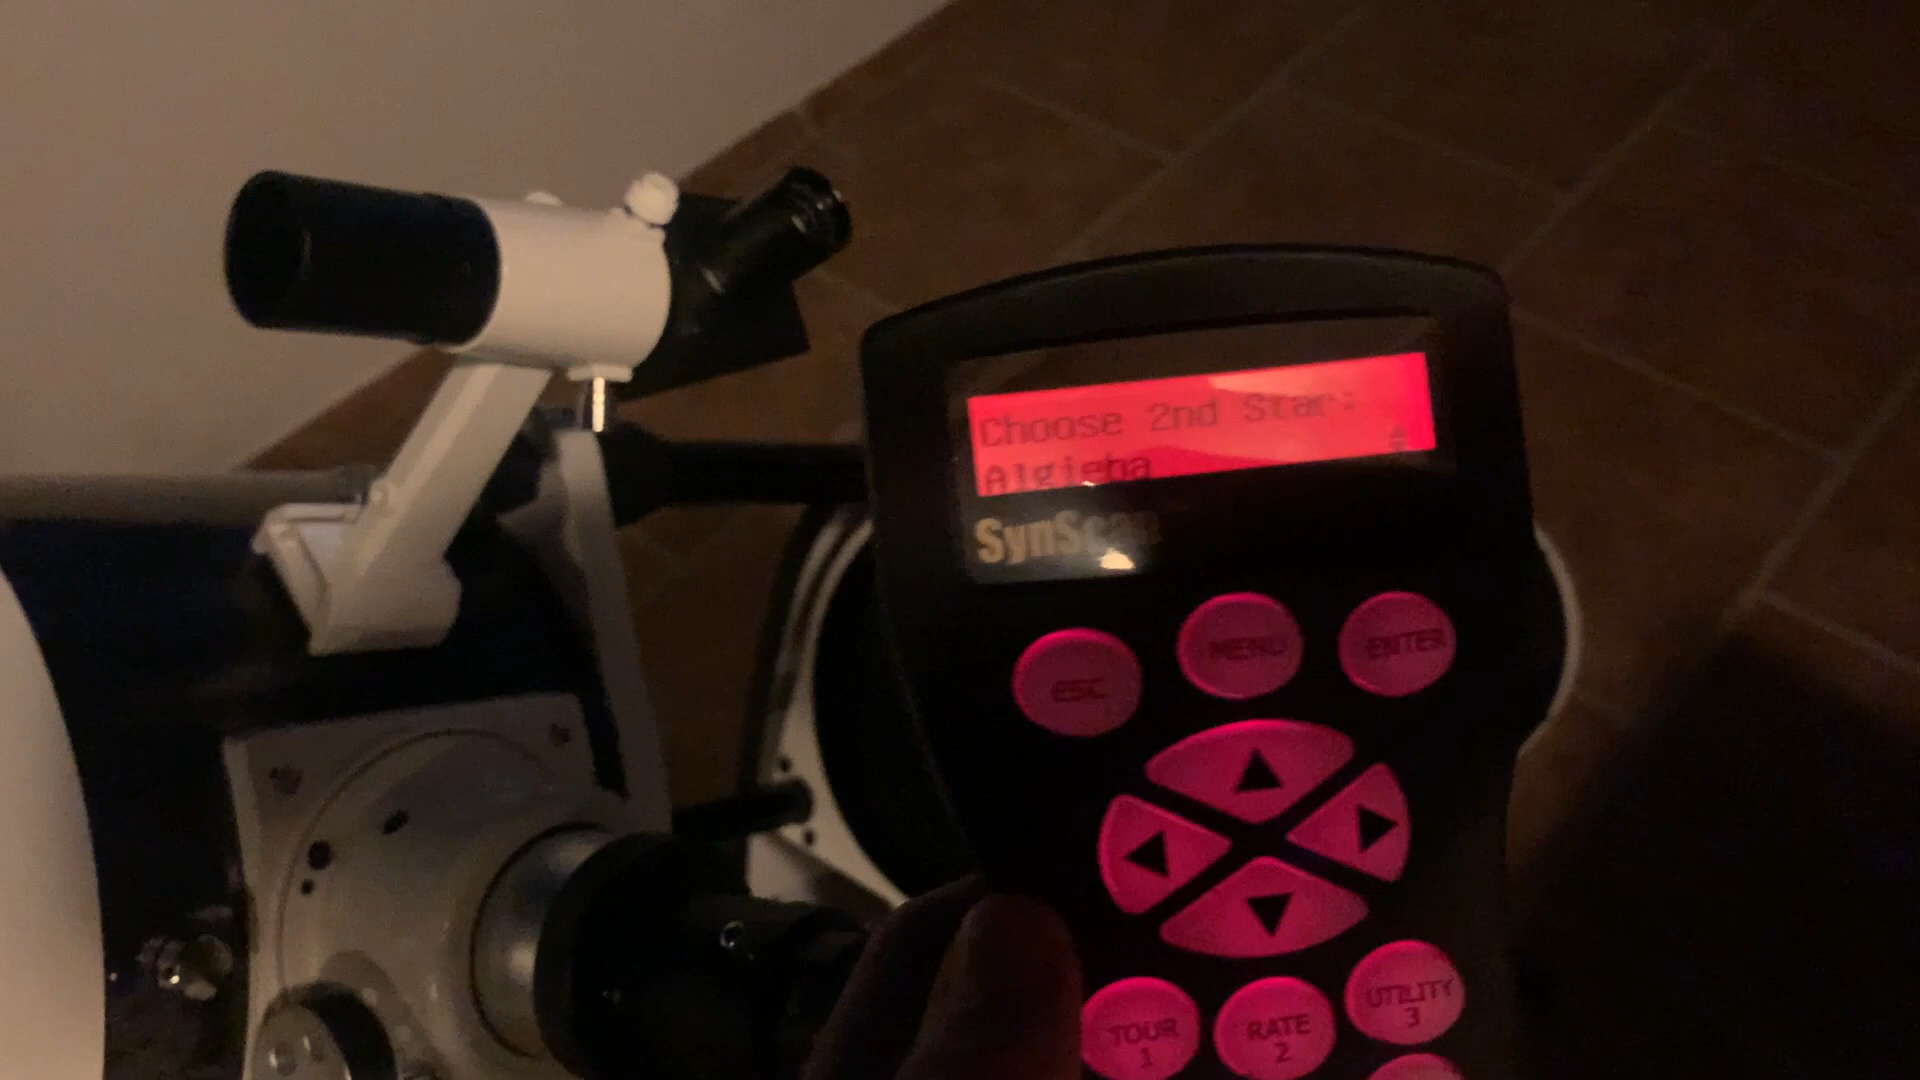 Choose 2nd Star:
Algieba
SynScan
ESC
MENU
ENTER
TOUR
1
RATE
2
UTILITY
3